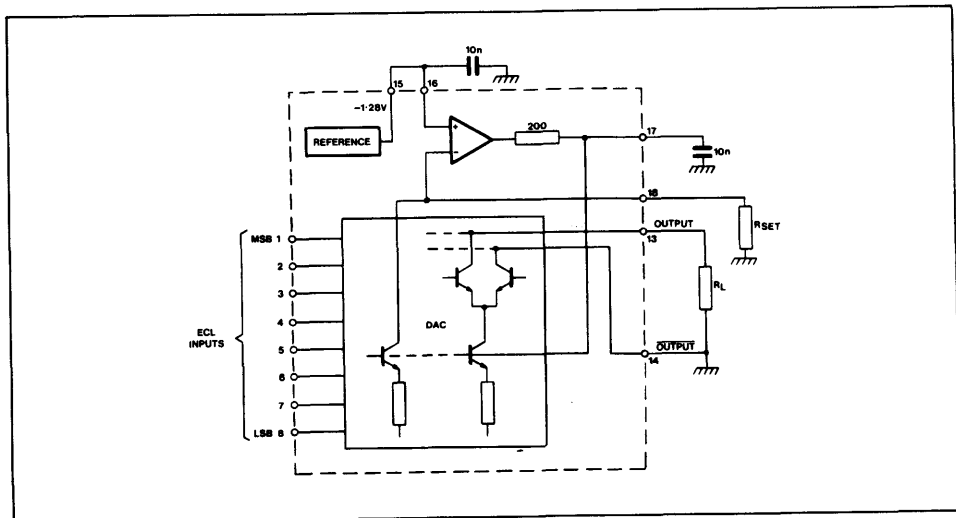 10n
15
16
-1·28V
REFERENCE
+
-
200
17
10n
18
RSET
OUTPUT
13
MSB 1
2
3
4
5
6
7
LSB 8
ECL
INPUTS
DAC
RL
OUTPUT
14